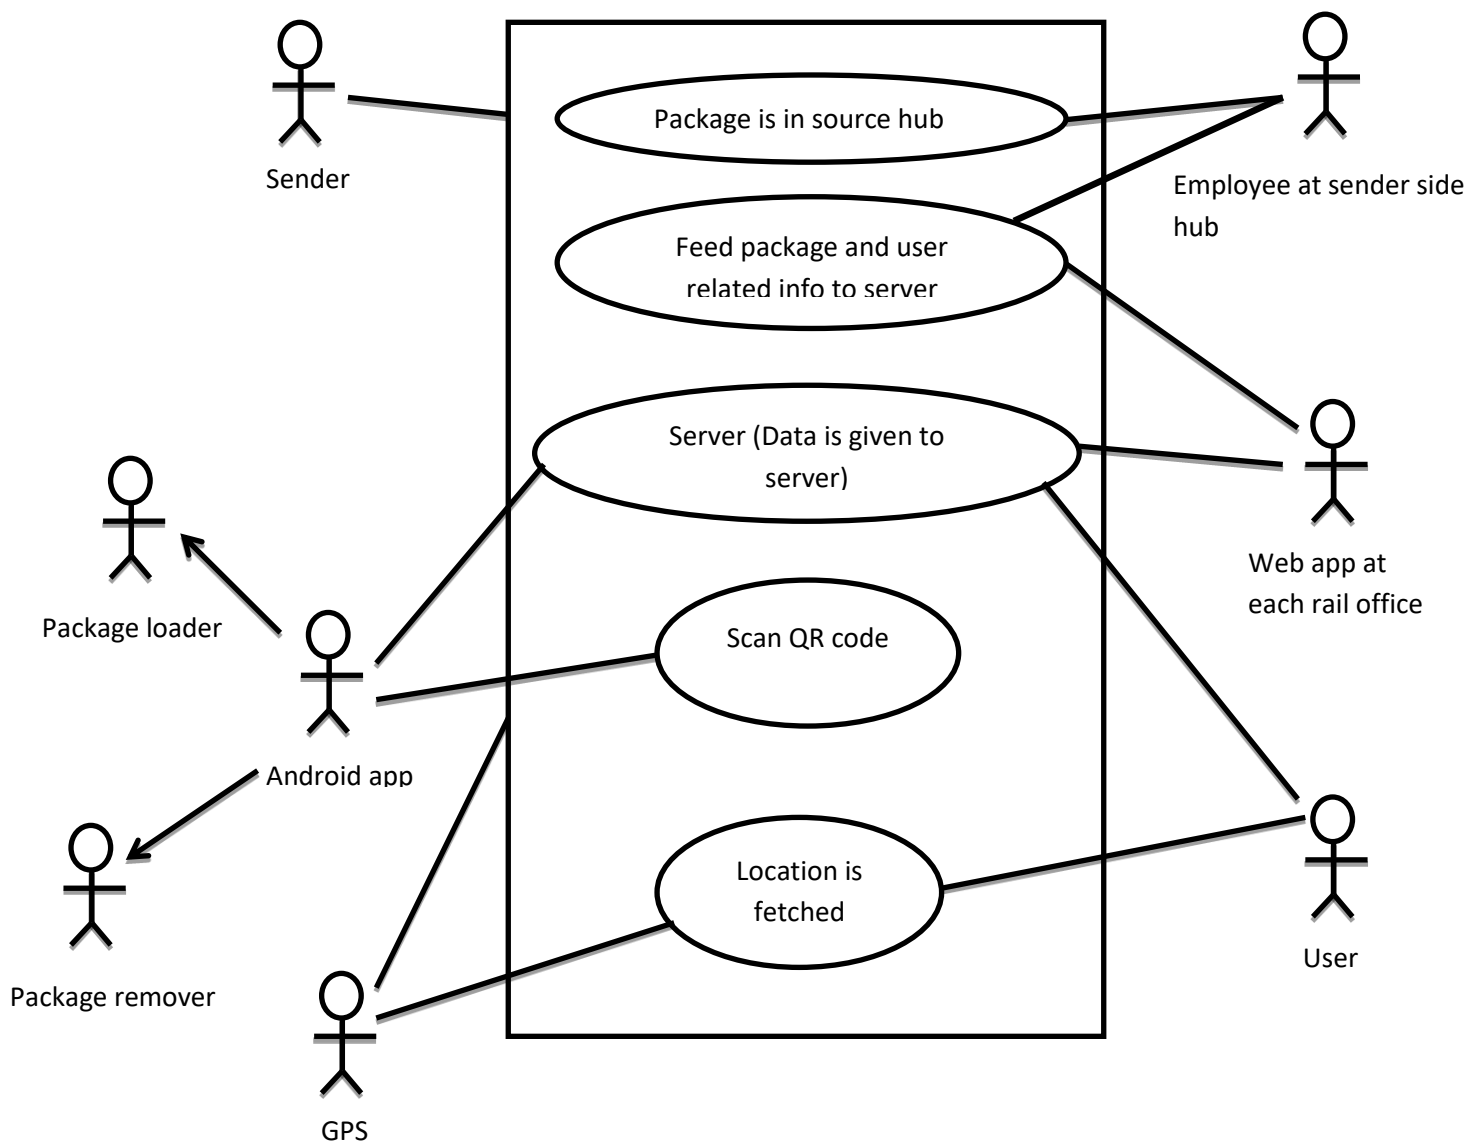 Sender
Package is in source hub
Employee at sender side
hub
Feed package and user
related info to server
Server (Data is given to
server)
Web app at
each rail office
Package loader
Scan QR code
Android app
Location is
fetched
User
Package remover
GPS